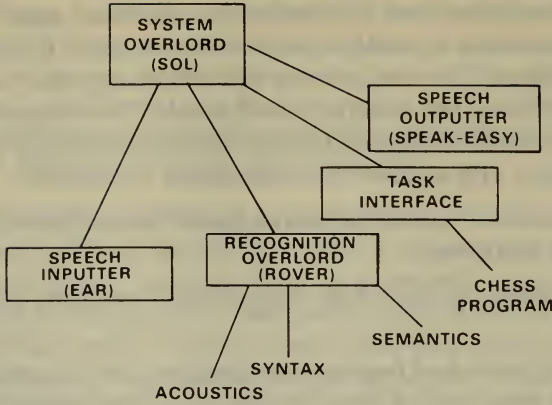 SYSTEM
OVERLORD
(SOL)
SPEECH
OUTPUTTER
(SPEAK-EASY)
TASK
INTERFACE
SPEECH
INPUTTER
(EAR)
RECOGNITION
OVERLORD
(ROVER)
CHESS
PROGRAM
SEMANTICS
SYNTAX
ACOUSTICS